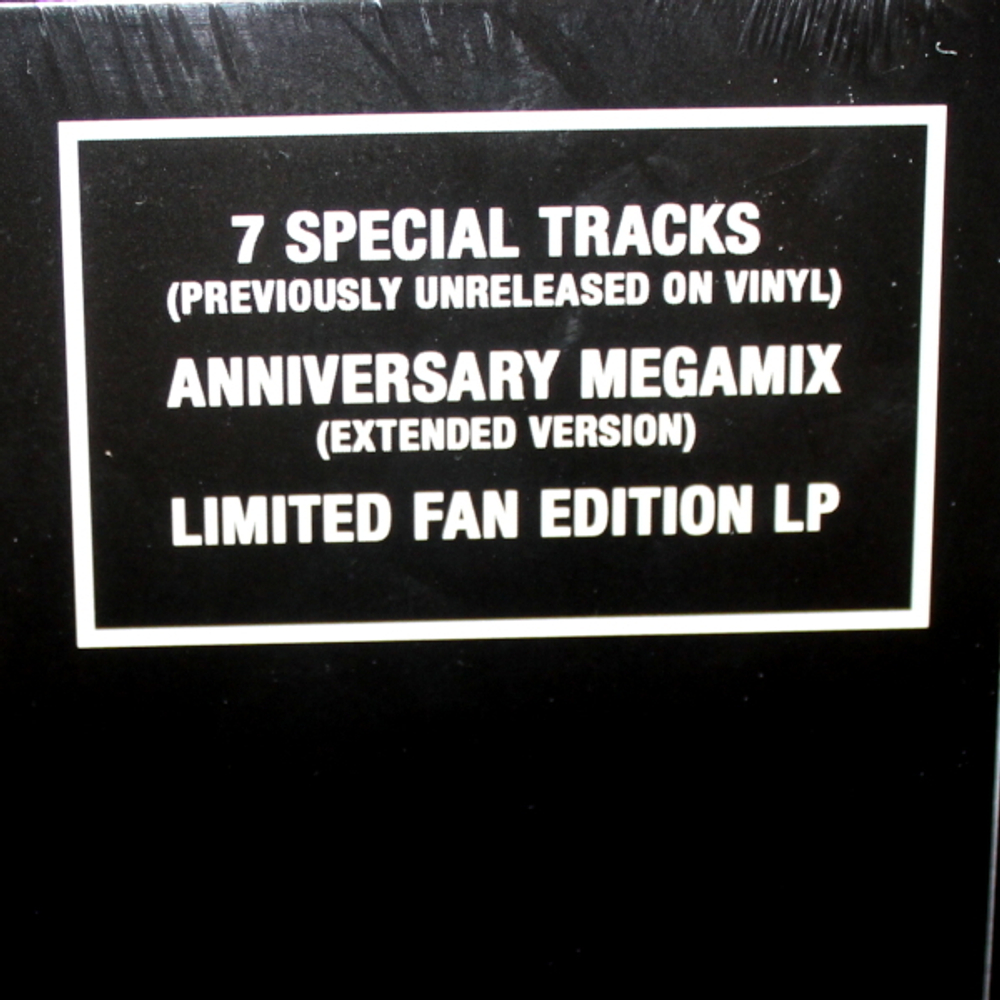 7 SPECIAL TRACKS
(PREVIOUSLY UNRELEASED ON VINYL)
ANNIVERSARY MEGAMIX
(EXTENDED VERSION)
LIMITED FAN EDITION LP